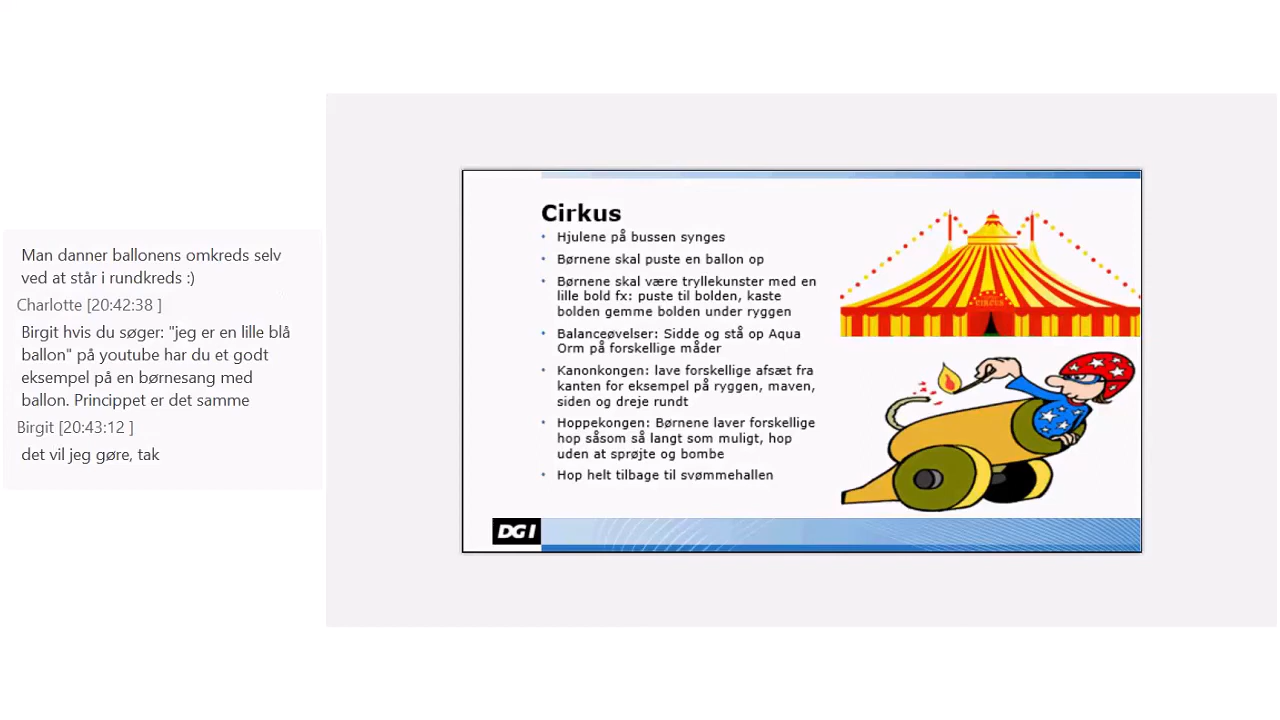 Man danner ballonens omkreds selv
ved at står i rundkreds :)
Charlotte [20:42:38 ]
Birgit hvis du søger: "jeg er en lille blå
ballon" på youtube har du et godt
eksempel på en børnesang med
ballon. Princippet er det samme
Birgit [20:43:12 ]
det vil jeg gøre, tak
Cirkus
• Hjulene på bussen synges
• Børnene skal puste en ballon op
• Børnene skal være tryllekunster med en
lille bold fx: puste til bolden, kaste
bolden gemme bolden under ryggen
• Balanceøvelser: Sidde og stå op Aqua
Orm på forskellige måder
• Kanonkongen: lave forskellige afsæt fra
kanten for eksempel på ryggen, maven,
siden og dreje rundt
• Hoppekongen: Børnene laver forskellige
hop såsom så langt som muligt, hop
uden at sprøjte og bombe
• Hop helt tilbage til svømmehallen
CIRCUS
DGI